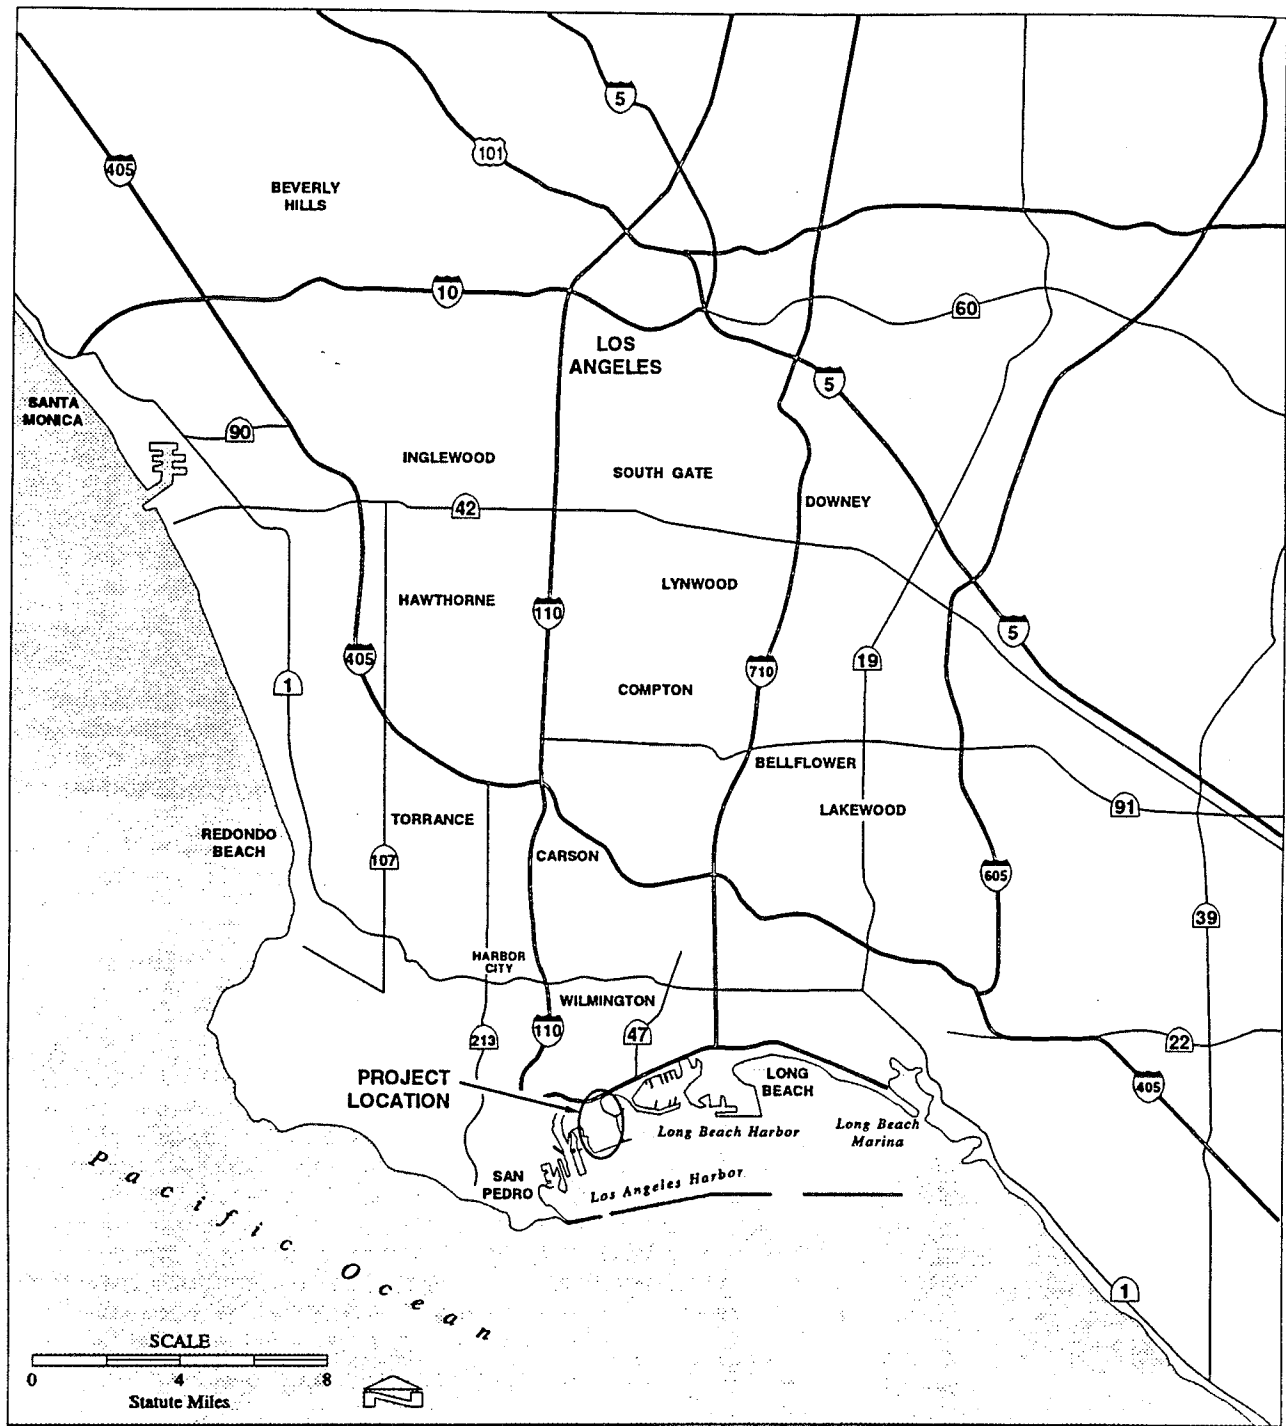 5
101
405
BEVERLY
HILLS
10
60
LOS
ANGELES
5
SANTA
MONICA
90
INGLEWOOD
SOUTH GATE
42
DOWNEY
LYNWOOD
HAWTHORNE
110
5
405
19
710
1
COMPTON
BELLFLOWER
91
LAKEWOOD
TORRANCE
REDONDO
BEACH
107
CARSON
605
39
HARBOR
CITY
WILMINGTON
110
47
213
22
PROJECT
LOCATION
LONG
BEACH
405
Long Beach Harbor
Long Beach
Marina
SAN
PEDRO
Los Angeles Harbor
Pacific Ocean
1
SCALE
0 4 8
Statute Miles
N